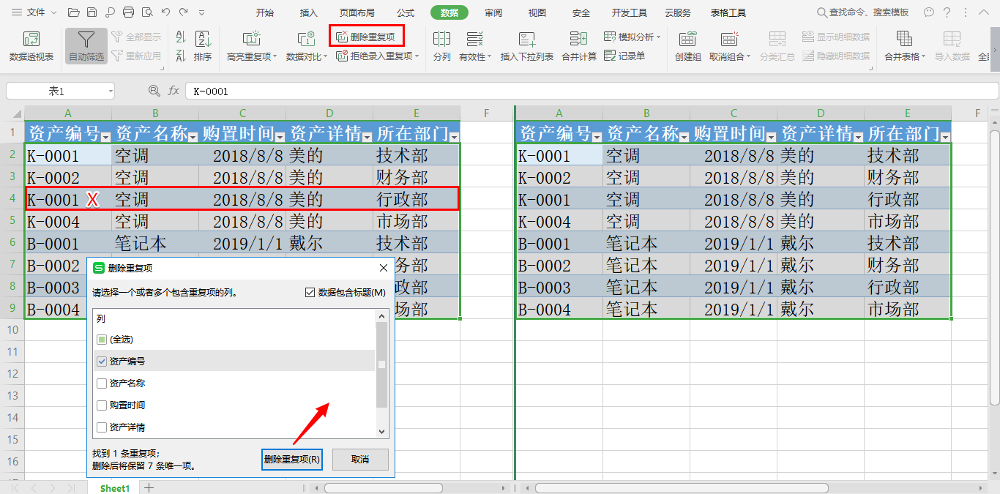 文件 开始 插入 页面布局 公式 数据 审阅 视图 安全 开发工具 云服务 表格工具 查找命令、搜索模板
数据透视表 自动筛选 全部显示 重新应用 排序 高亮重复项 数据对比 删除重复项 拒绝录入重复项 分列 有效性 插入下拉列表 合并计算 模拟分析 记录单 创建组 取消组合 分类汇总 显示明细数据 隐藏明细数据 合并表格 导入数据 全
表1 fx K-0001
A B C D E F A B C D E F
1 资产编号 资产名称 购置时间 资产详情 所在部门 资产编号 资产名称 购置时间 资产详情 所在部门
2 K-0001 空调 2018/8/8 美的 技术部 K-0001 空调 2018/8/8 美的 技术部
3 K-0002 空调 2018/8/8 美的 财务部 K-0002 空调 2018/8/8 美的 财务部
4 K-0001 X 空调 2018/8/8 美的 行政部 K-0001 空调 2018/8/8 美的 行政部
5 K-0004 空调 2018/8/8 美的 市场部 K-0004 空调 2018/8/8 美的 市场部
6 B-0001 笔记本 2019/1/1 戴尔 技术部 B-0001 笔记本 2019/1/1 戴尔 技术部
7 B-0002 务部 B-0002 笔记本 2019/1/1 戴尔 财务部
8 B-0003 政部 B-0003 笔记本 2019/1/1 戴尔 行政部
9 B-0004 场部 B-0004 笔记本 2019/1/1 戴尔 市场部
10
11
12
13
14
15
16
删除重复项
请选择一个或者多个包含重复项的列。 数据包含标题(M)
列
(全选)
资产编号
资产名称
购置时间
资产详情
找到 1 条重复项；
删除后将保留 7 条唯一项。
删除重复项(R) 取消
Sheet1